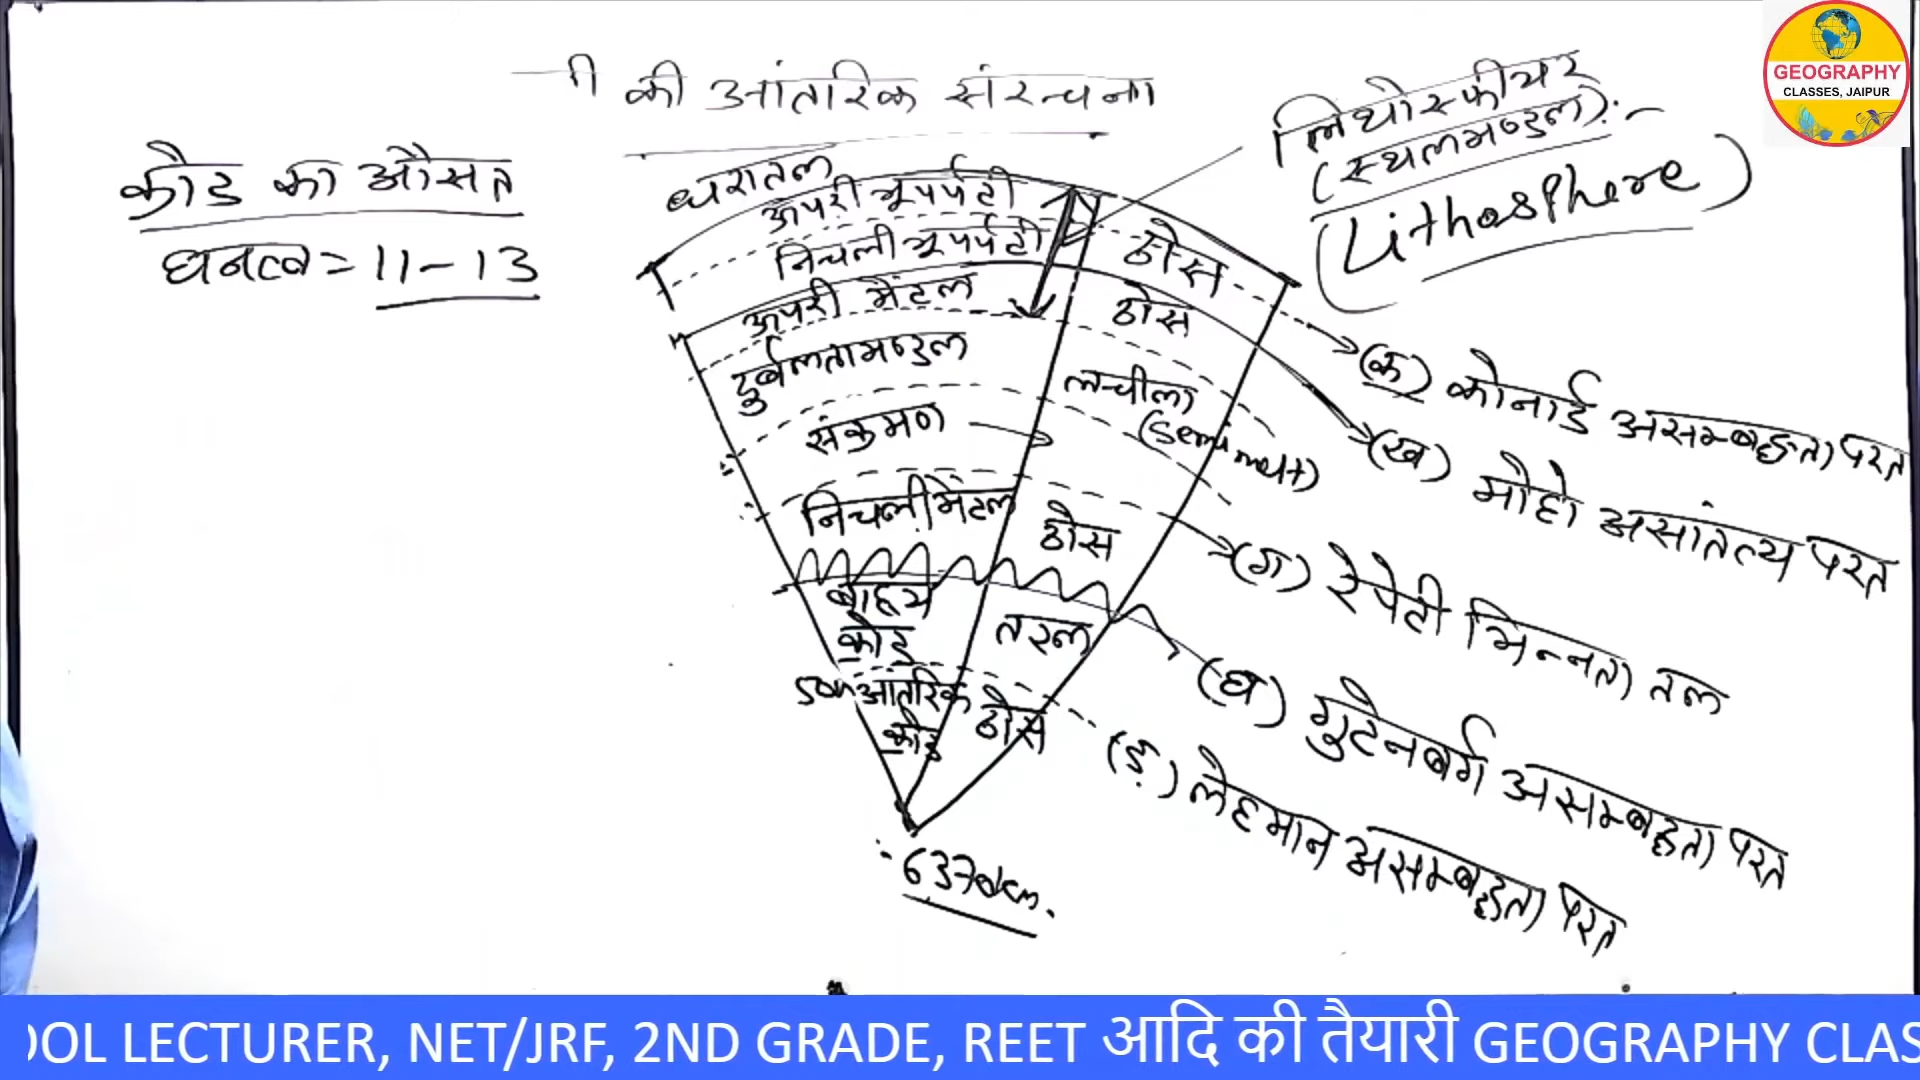 की आंतरिक संरचना
कौड का औसत
घनत्व = 11 - 13
धरातल
ऊपरी भूपर्पटी
निचली भूपर्पटी
ऊपरी मेंटल
दुर्बलतामण्डल
संक्रमण
निचली मेंटल
बाह्य
कोड
आंतरिक
कौड
ठोस
ठोस
लचीला
(semi melt)
ठोस
तरल
ठोस
6370km.
लिथोस्फीयर
(स्थलमण्डल):-
(Lithosphere)
(क) कोनार्ड असम्बद्धता परत
(ख) मोहो असांतत्य परत
(ग) रेपेटी भिन्नता तल
(घ) गुटेनबर्ग असम्बद्धता परत
(ड़) लेहमान असम्बद्धता परत
GEOGRAPHY
CLASSES, JAIPUR
OOL LECTURER, NET/JRF, 2ND GRADE, REET आदि की तैयारी GEOGRAPHY CLAS